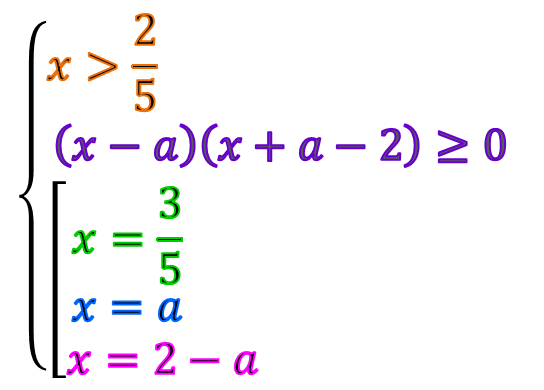 x > 2/5
(x − a)(x + a − 2) ≥ 0
x = 3/5
x = a
x = 2 − a